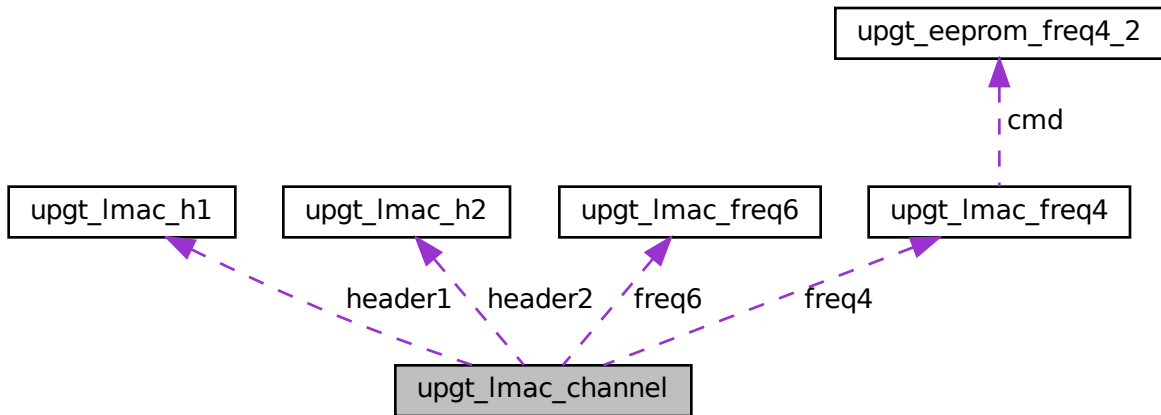 upgt_eeprom_freq4_2
cmd
upgt_lmac_h1
upgt_lmac_h2
upgt_lmac_freq6
upgt_lmac_freq4
header1
header2
freq6
freq4
upgt_lmac_channel